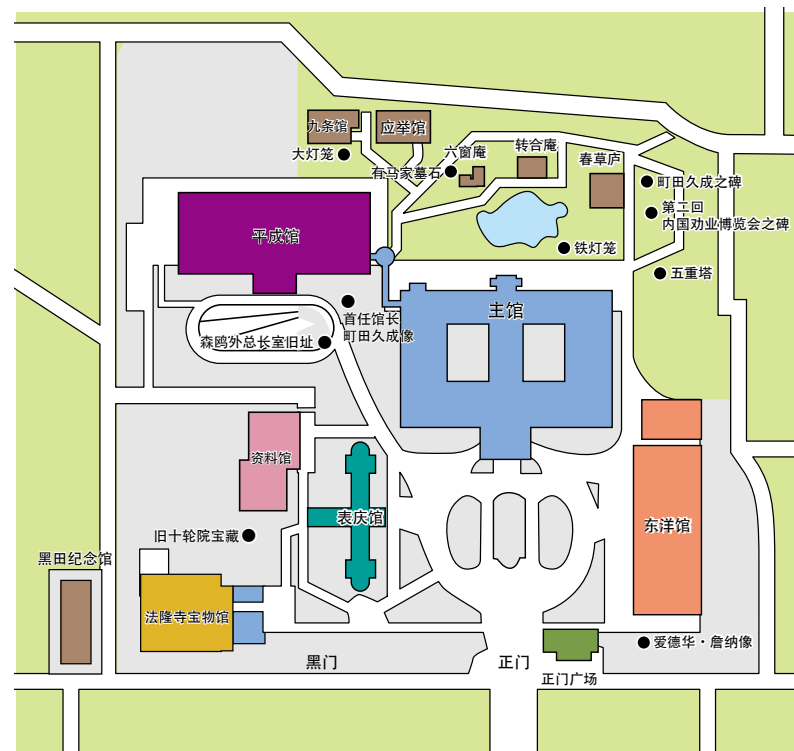 九条馆
应举馆
大灯笼
六窗庵
转合庵
有马家墓石
春草庐
町田久成之碑
第二回
内国劝业博览会之碑
平成馆
铁灯笼
五重塔
主馆
首任馆长
町田久成像
森鸥外总长室旧址
资料馆
表庆馆
东洋馆
旧十轮院宝藏
黑田纪念馆
法隆寺宝物馆
爱德华·詹纳像
黑门
正门
正门广场